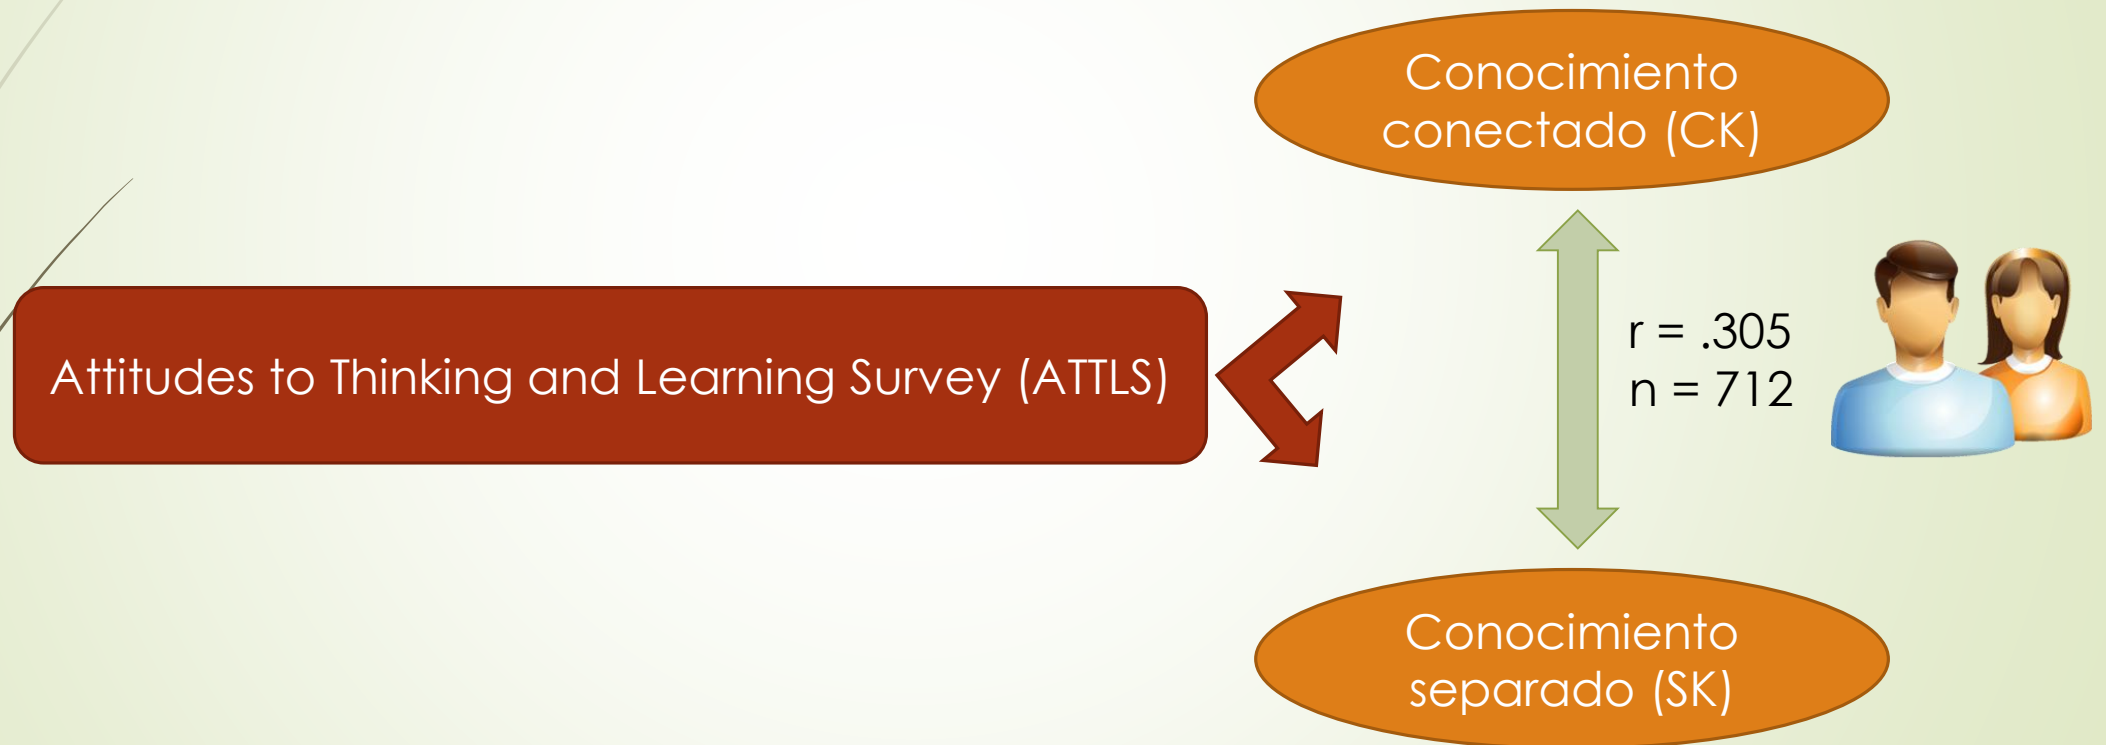 Conocimiento
conectado (CK)
Attitudes to Thinking and Learning Survey (ATTLS)
r = .305
n = 712
Conocimiento
separado (SK)